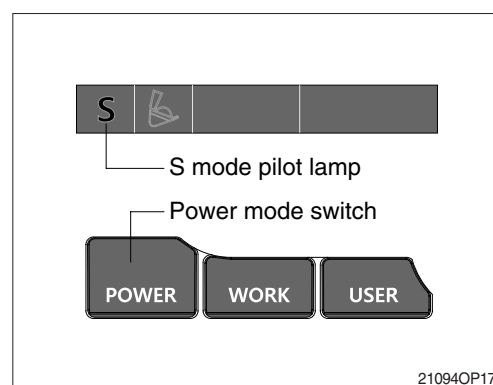 S
S mode pilot lamp
Power mode switch
POWER WORK USER
21094OP17